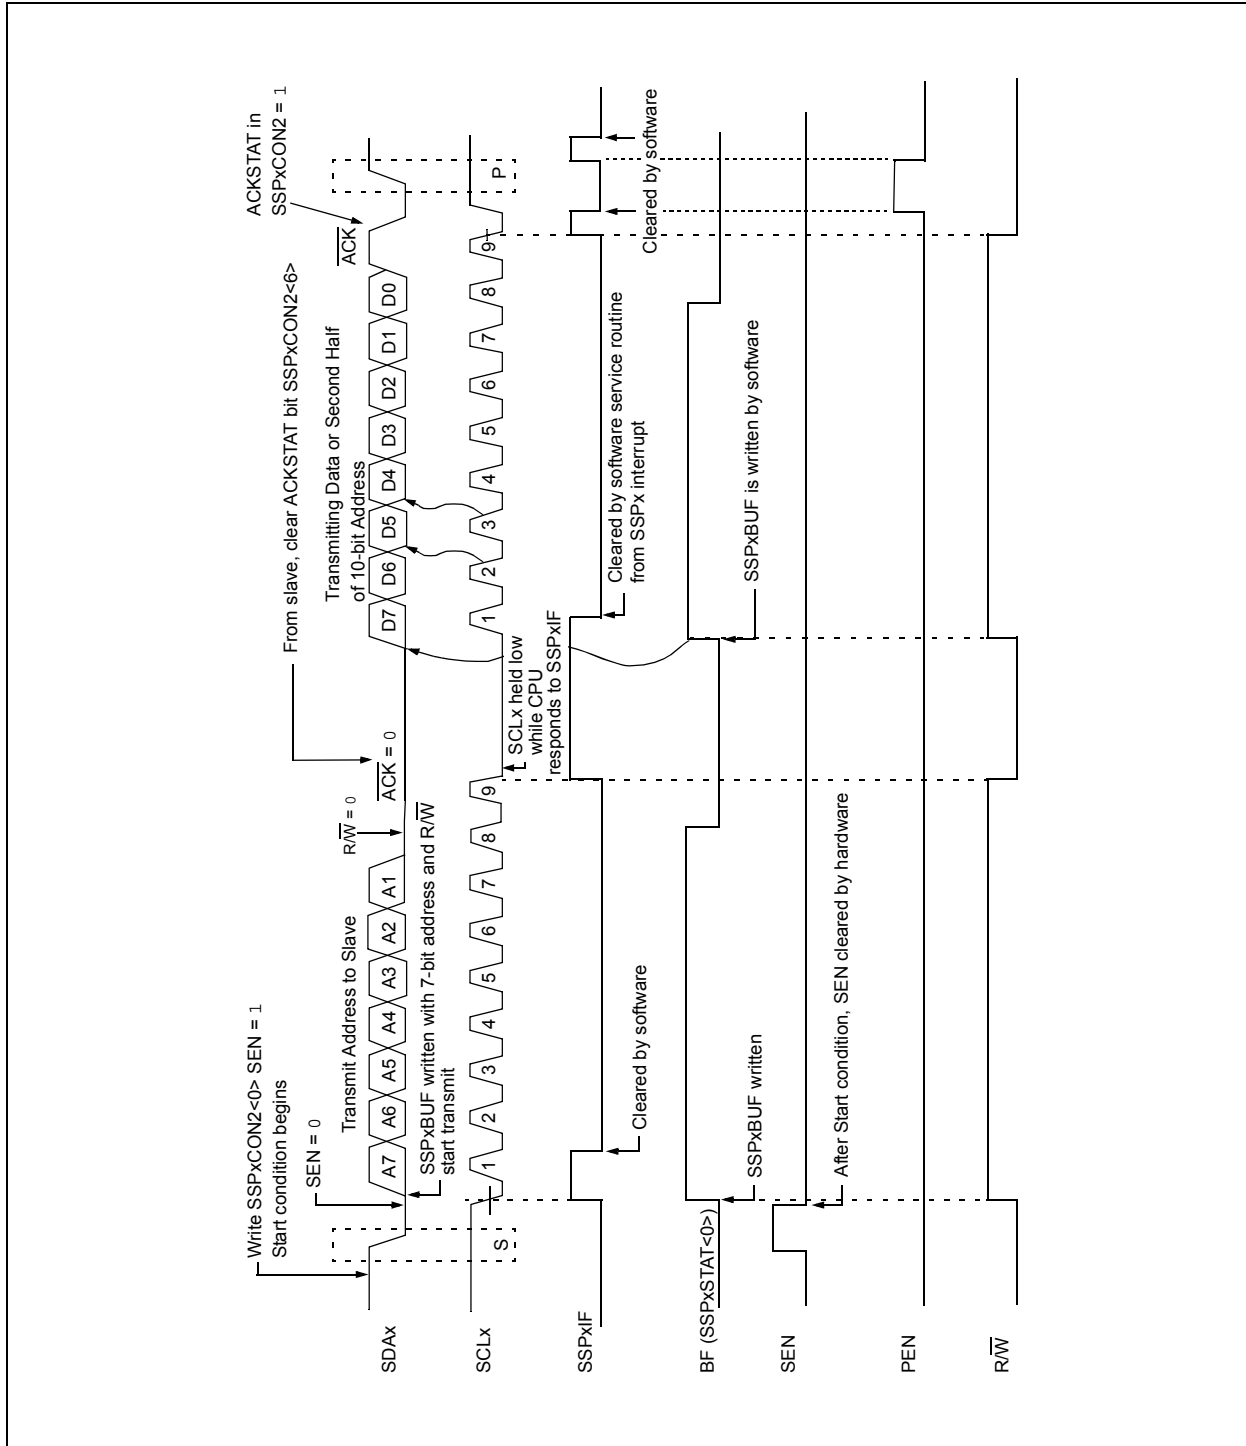 Write SSPxCON2<0> SEN = 1
Start condition begins
SEN = 0
From slave, clear ACKSTAT bit SSPxCON2<6>
ACKSTAT in
SSPxCON2 = 1
Transmit Address to Slave
R/W = 0
ACK = 0
Transmitting Data or Second Half
of 10-bit Address
ACK
SDAx
A7 A6 A5 A4 A3 A2 A1
D7 D6 D5 D4 D3 D2 D1 D0
SSPxBUF written with 7-bit address and R/W
start transmit
SCLx
S
1 2 3 4 5 6 7 8 9
1 2 3 4 5 6 7 8 9
P
SCLx held low
while CPU
responds to SSPxIF
SSPxIF
Cleared by software
Cleared by software service routine
from SSPx interrupt
Cleared by software
BF (SSPxSTAT<0>)
SSPxBUF written
SSPxBUF is written by software
SEN
After Start condition, SEN cleared by hardware
PEN
R/W